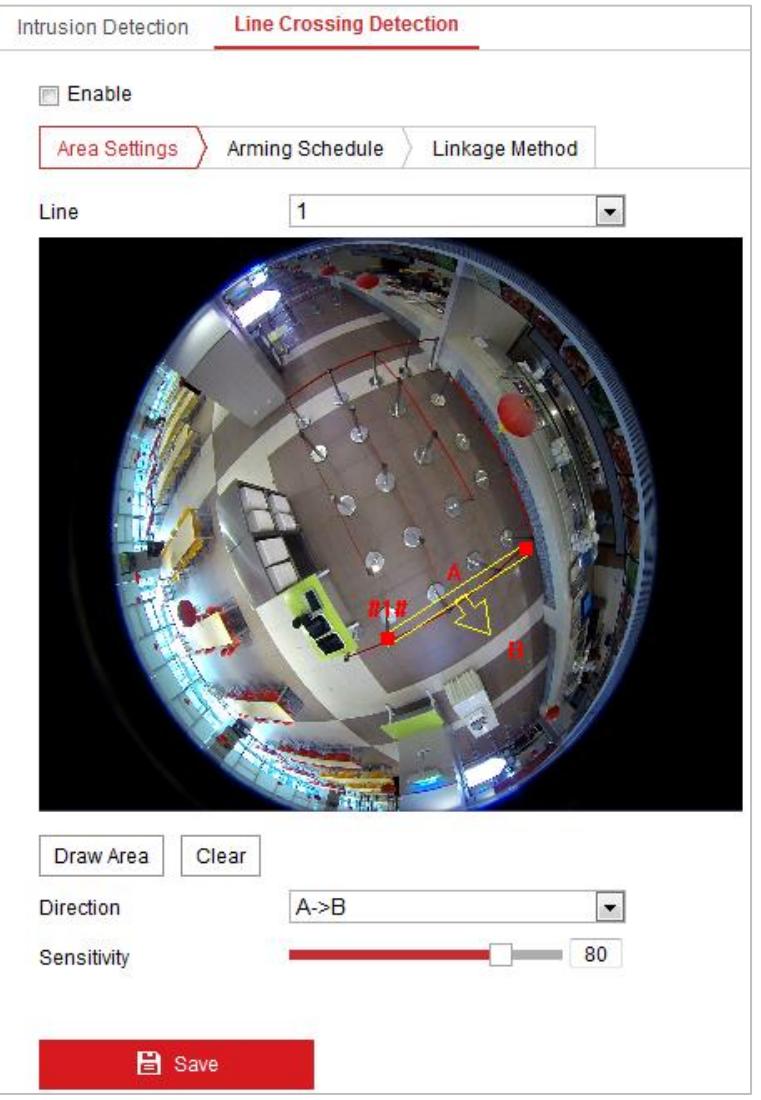 Intrusion Detection Line Crossing Detection
Enable
Area Settings Arming Schedule Linkage Method
Line 1
A
#1#
B
Draw Area Clear
Direction A->B
Sensitivity 80
Save